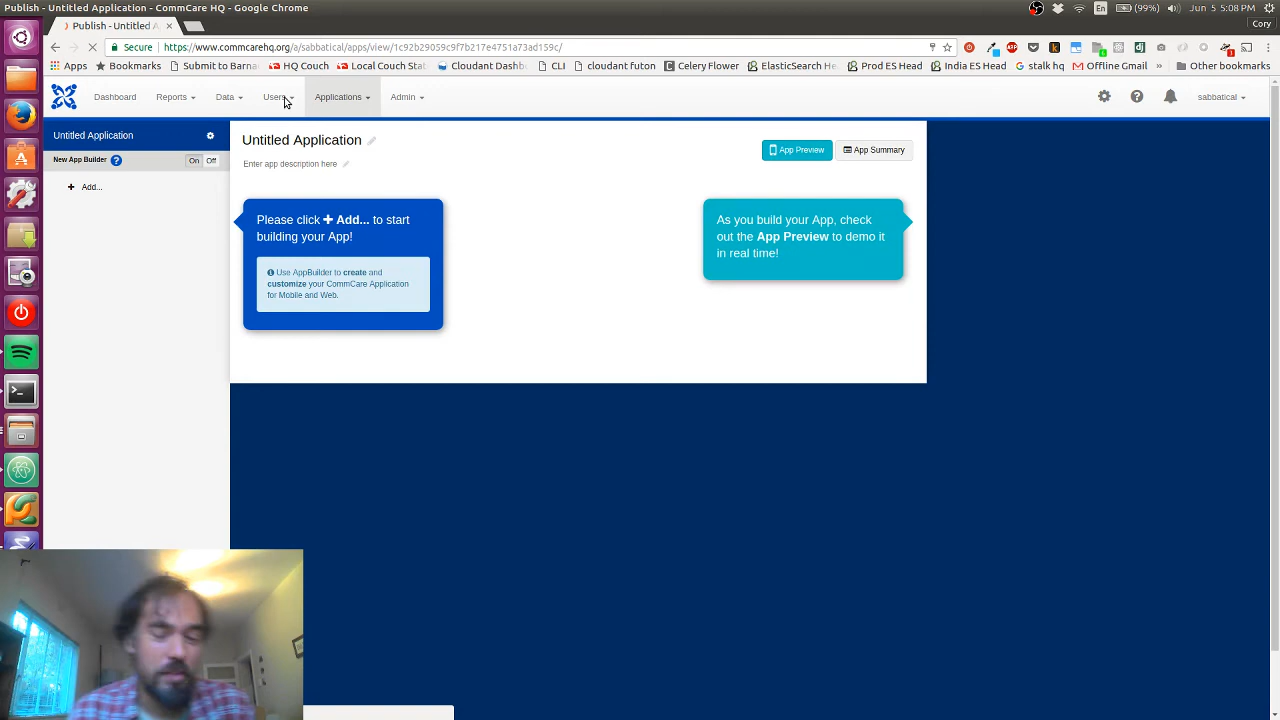 Publish - Untitled Application - CommCare HQ - Google Chrome
En (99%) Jun 5 5:08 PM
Publish - Untitled A
Cory
Secure https://www.commcarehq.org/a/sabbatical/apps/view/1c92b29059c9f7b217e4751a73ad159c/
Apps Bookmarks Submit to Barna HQ Couch Local Couch Stat Cloudant Dashb CLI cloudant futon Celery Flower ElasticSearch He Prod ES Head India ES Head stalk HQ Offline Gmail » Other bookmarks
Dashboard Reports Data Users Applications Admin sabbatical
Untitled Application
New App Builder ? On Off
+ Add...
Untitled Application
Enter app description here
App Preview App Summary
Please click + Add... to start
building your App!
Use AppBuilder to create and
customize your CommCare Application
for Mobile and Web.
As you build your App, check
out the App Preview to demo it
in real time!